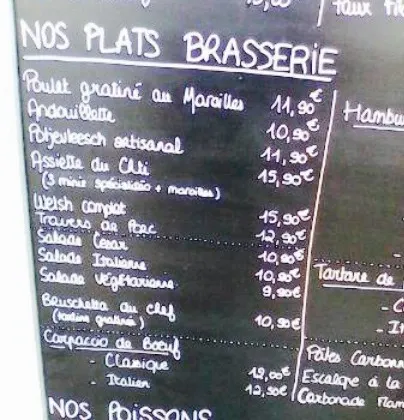 NOS PLATS BRASSERIE
Poulet gratiné au Maroilles 11,90€
Andouillette 10,90€
Potjevleesch artisanal 11,90€
Assiette du Chti 15,90€
(3 minis spécialités + maroilles)
Welsh complet 15,90€
Travers de Porc 12,90€
Salade César 10,90€
Salade Italienne 10,90€
Salade Végétarienne 9,90€
Bruschetta du chef 10,90€
(tartine gratinée)
Carpaccio de Boeuf
- Classique 12,00€
- Italien 12,50€
NOS POISSONS
taux
Hambu
Tartare de
- C
- It
Pâtes Carbon
Escalope à la
Carbonade Flam